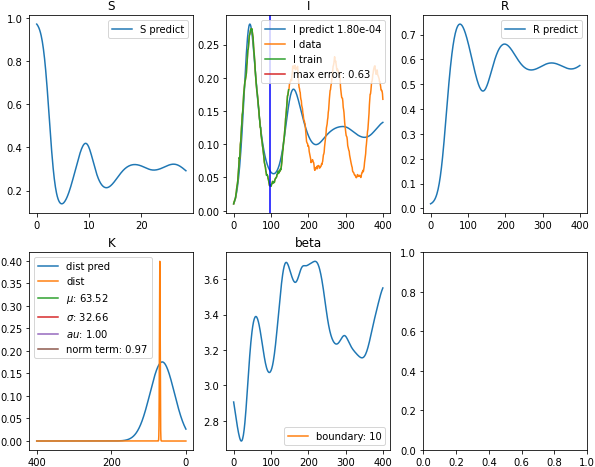 S
I
R
S predict
I predict 1.80e-04
I data
I train
max error: 0.63
R predict
1.0
0.8
0.6
0.4
0.2
0 10 20
0.25
0.20
0.15
0.10
0.05
0.00
0 100 200 300 400
0.7
0.6
0.5
0.4
0.3
0.2
0.1
0.0
0 100 200 300 400
K
beta
dist pred
dist
μ: 63.52
σ: 32.66
au: 1.00
norm term: 0.97
0.40
0.35
0.30
0.25
0.20
0.15
0.10
0.05
0.00
400 200 0
3.6
3.4
3.2
3.0
2.8
boundary: 10
0 100 200 300 400
1.0
0.8
0.6
0.4
0.2
0.0
0.0 0.2 0.4 0.6 0.8 1.0